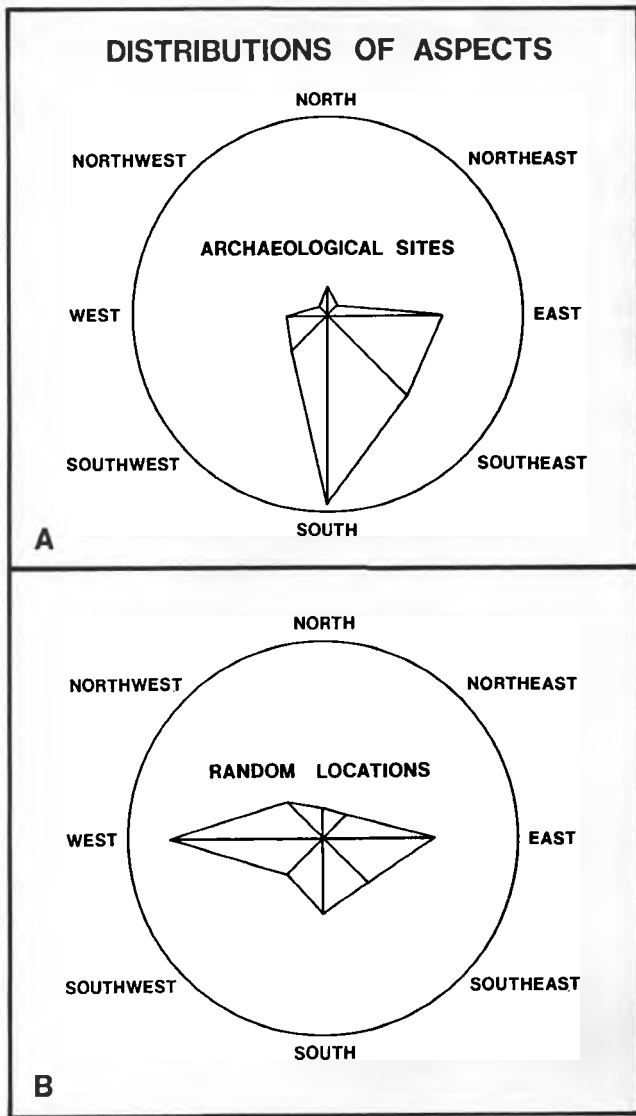 DISTRIBUTIONS OF ASPECTS
NORTH
NORTHWEST
NORTHEAST
ARCHAEOLOGICAL SITES
WEST
EAST
SOUTHWEST
SOUTHEAST
SOUTH
A
NORTH
NORTHWEST
NORTHEAST
RANDOM LOCATIONS
WEST
EAST
SOUTHWEST
SOUTHEAST
SOUTH
B